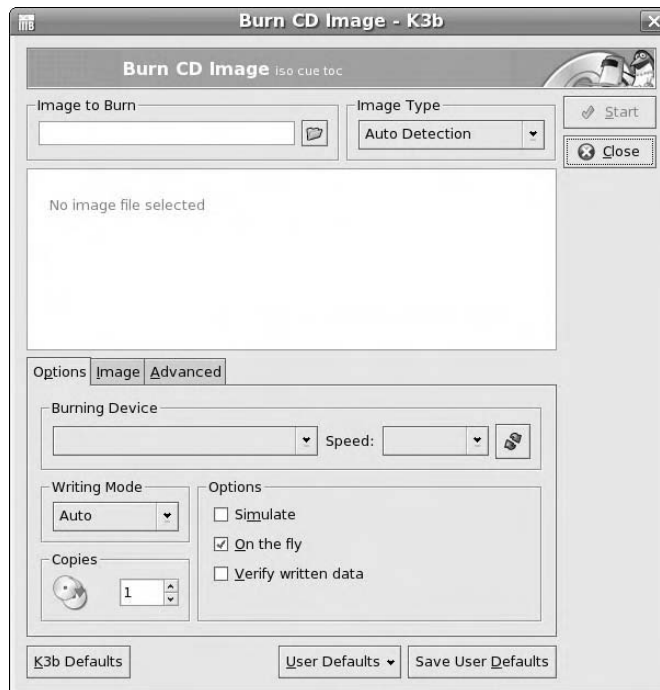 Burn CD Image - K3b
Burn CD Image iso cue toc
Image to Burn
Image Type
Auto Detection
Start
Close
No image file selected
Options Image Advanced
Burning Device
Speed:
Writing Mode
Auto
Options
Simulate
On the fly
Verify written data
Copies
1
K3b Defaults
User Defaults
Save User Defaults